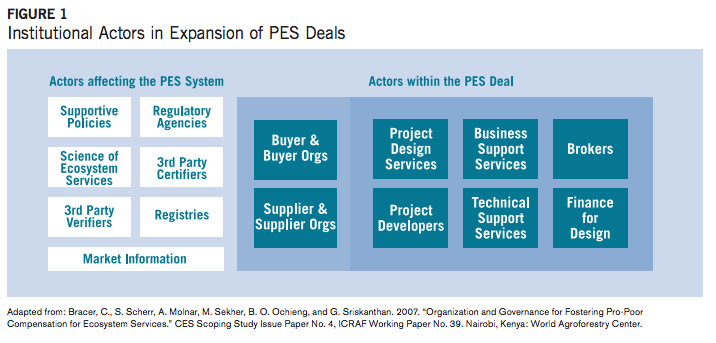 FIGURE 1
Institutional Actors in Expansion of PES Deals
Actors affecting the PES System
Supportive
Policies
Regulatory
Agencies
Science of
Ecosystem
Services
3rd Party
Certifiers
3rd Party
Verifiers
Registries
Market Information
Actors within the PES Deal
Buyer &
Buyer Orgs
Supplier &
Supplier Orgs
Project
Design
Services
Business
Support
Services
Brokers
Project
Developers
Technical
Support
Services
Finance
for
Design
Adapted from: Bracer, C., S. Scherr, A. Molnar, M. Sekher, B. O. Ochieng, and G. Sriskanthan. 2007. “Organization and Governance for Fostering Pro-Poor
Compensation for Ecosystem Services.” CES Scoping Study Issue Paper No. 4, ICRAF Working Paper No. 39. Nairobi, Kenya: World Agroforestry Center.